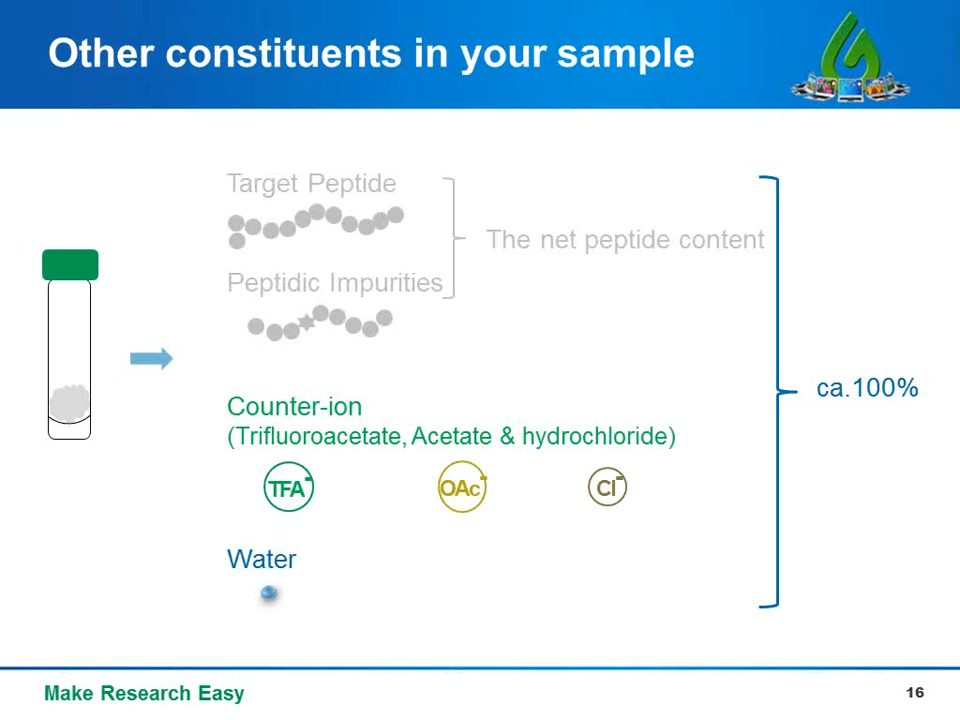 Other constituents in your sample
Target Peptide
The net peptide content
Peptidic Impurities
ca.100%
Counter-ion
(Trifluoroacetate, Acetate & hydrochloride)
TFA-
OAc-
Cl-
Water
Make Research Easy
16